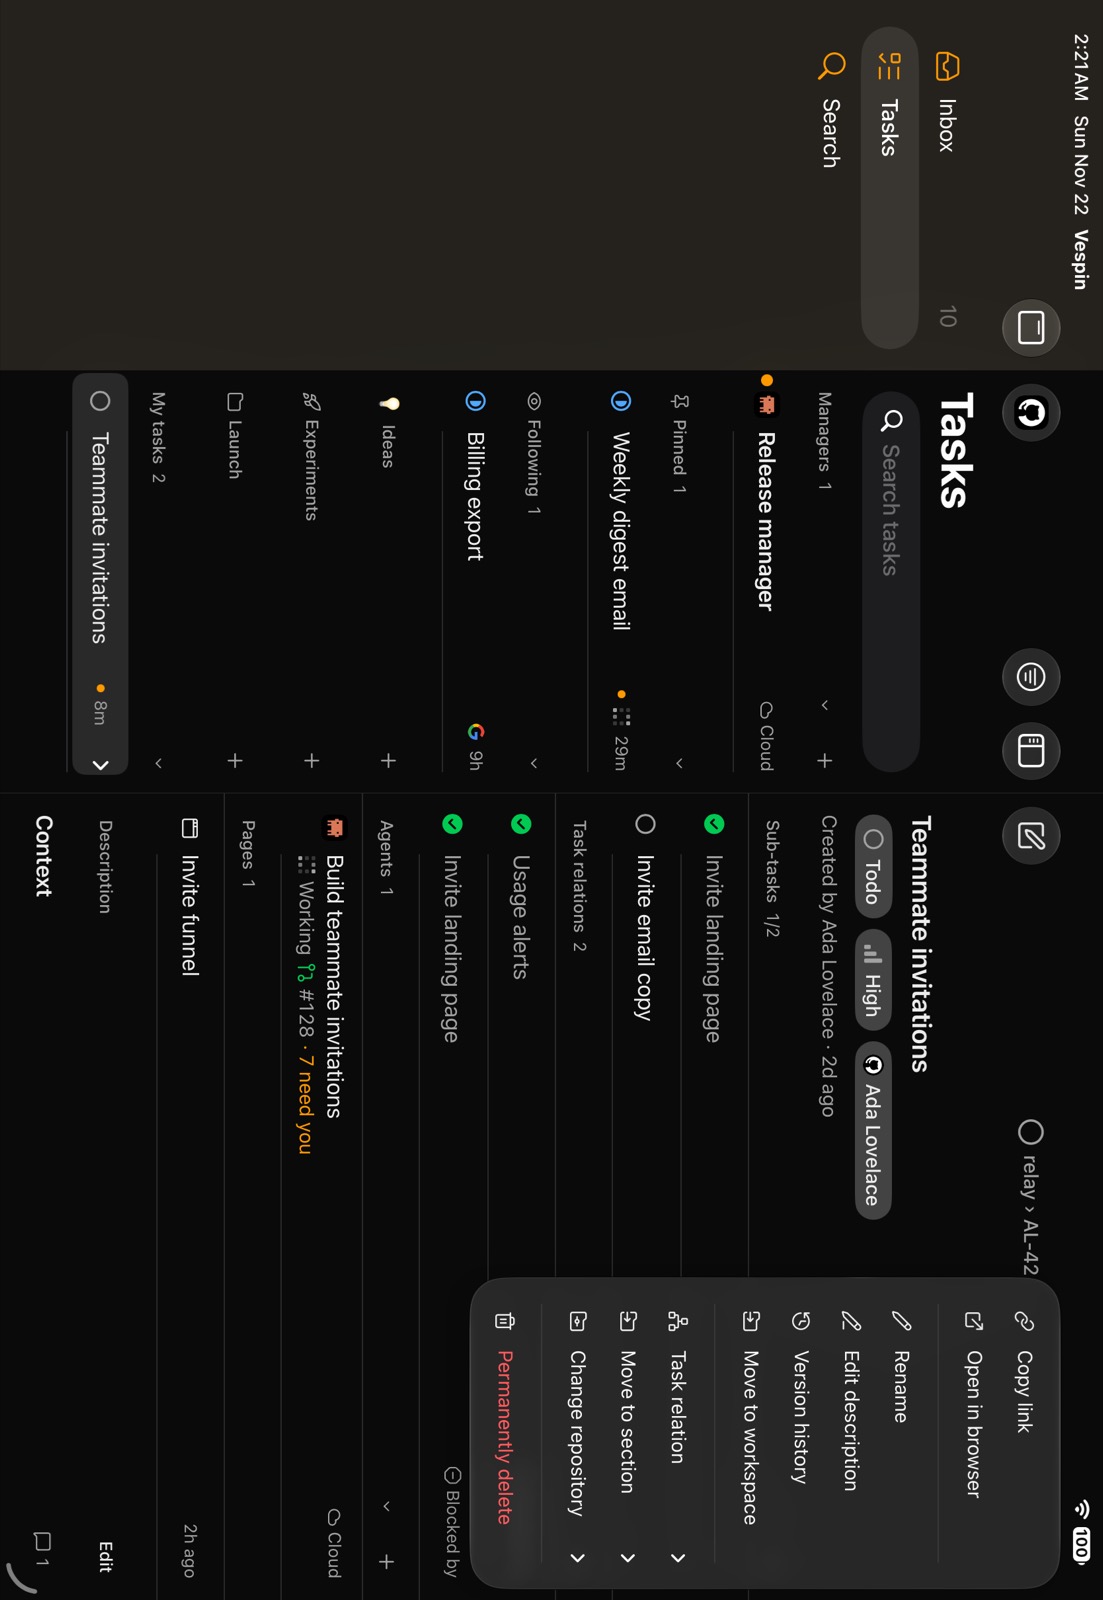 2:21 AM Sun Nov 22 Vespin
100
Inbox 10
Tasks
Search
Tasks
Search tasks
Managers 1
Release manager Cloud
Pinned 1
Weekly digest email 29m
Following 1
Billing export 9h
Ideas
Experiments
Launch
My tasks 2
Teammate invitations 8m
relay › AL-42
Teammate invitations
Todo High Ada Lovelace
Created by Ada Lovelace · 2d ago
Sub-tasks 1/2
Invite landing page
Invite email copy
Task relations 2
Usage alerts
Invite landing page Blocked by
Agents 1
Build teammate invitations Cloud
Working #128 · 7 need you
Pages 1
Invite funnel 2h ago
Description Edit
Context 1
Copy link
Open in browser
Rename
Edit description
Version history
Move to workspace
Task relation
Move to section
Change repository
Permanently delete